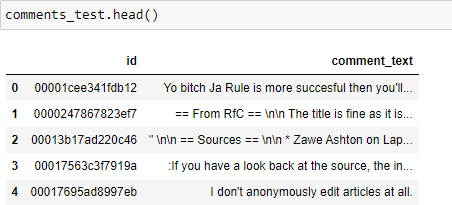 comments_test.head()
id comment_text
0 00001cee341fdb12 Yo bitch Ja Rule is more succesful then you'll...
1 0000247867823ef7 == From RfC == \n\n The title is fine as it is...
2 00013b17ad220c46 " \n\n == Sources == \n\n * Zawe Ashton on Lap...
3 00017563c3f7919a :If you have a look back at the source, the in...
4 00017695ad8997eb I don't anonymously edit articles at all.